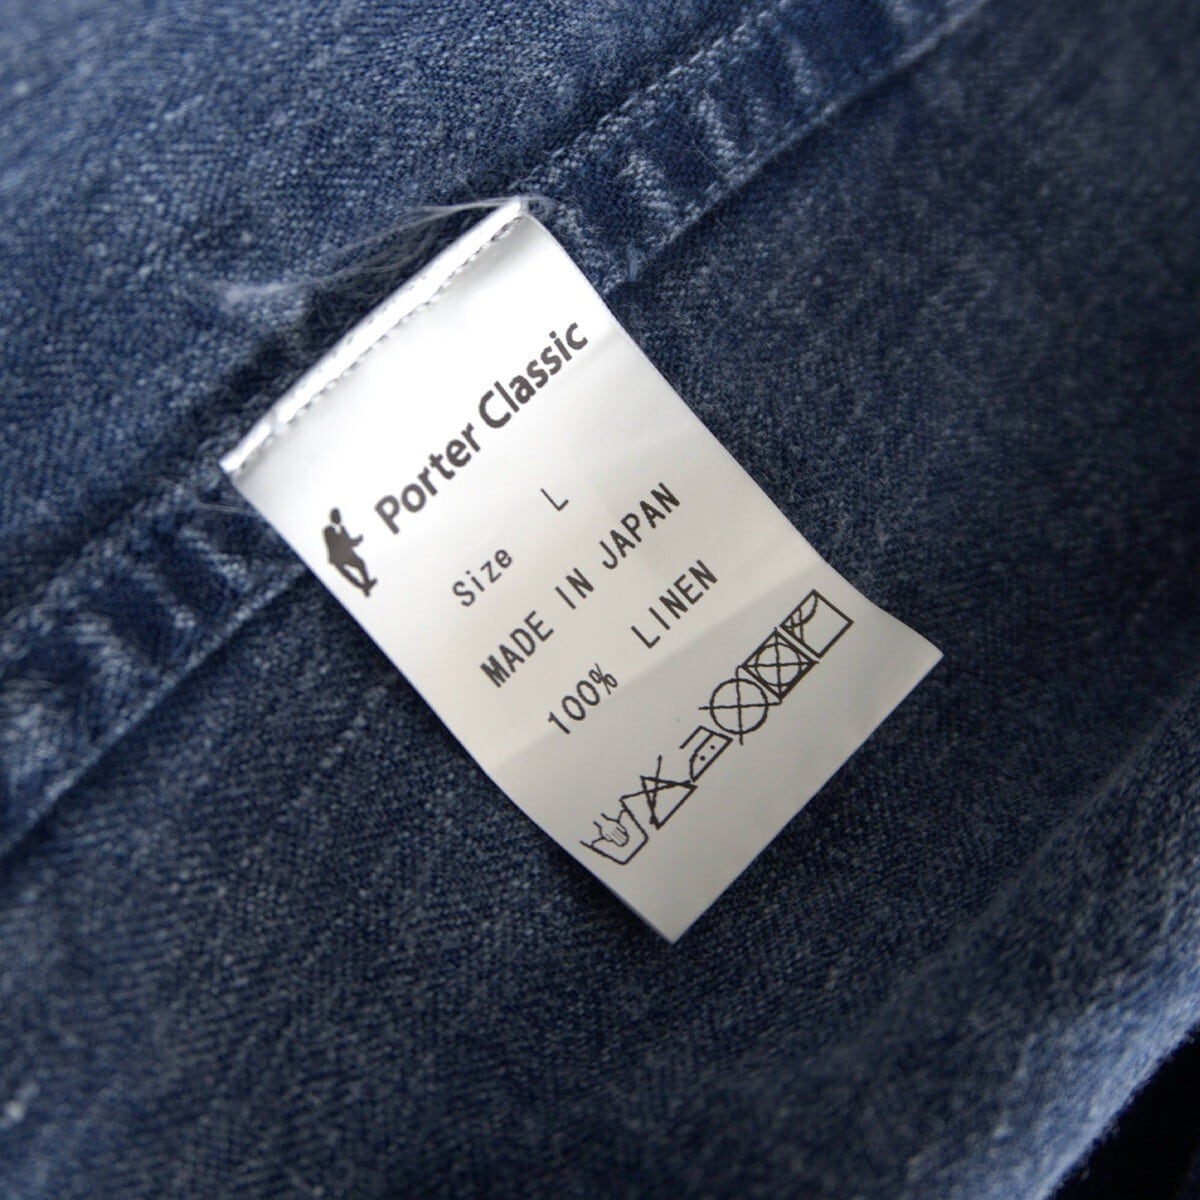 Porter Classic
Size L
MADE IN JAPAN
100% LINEN